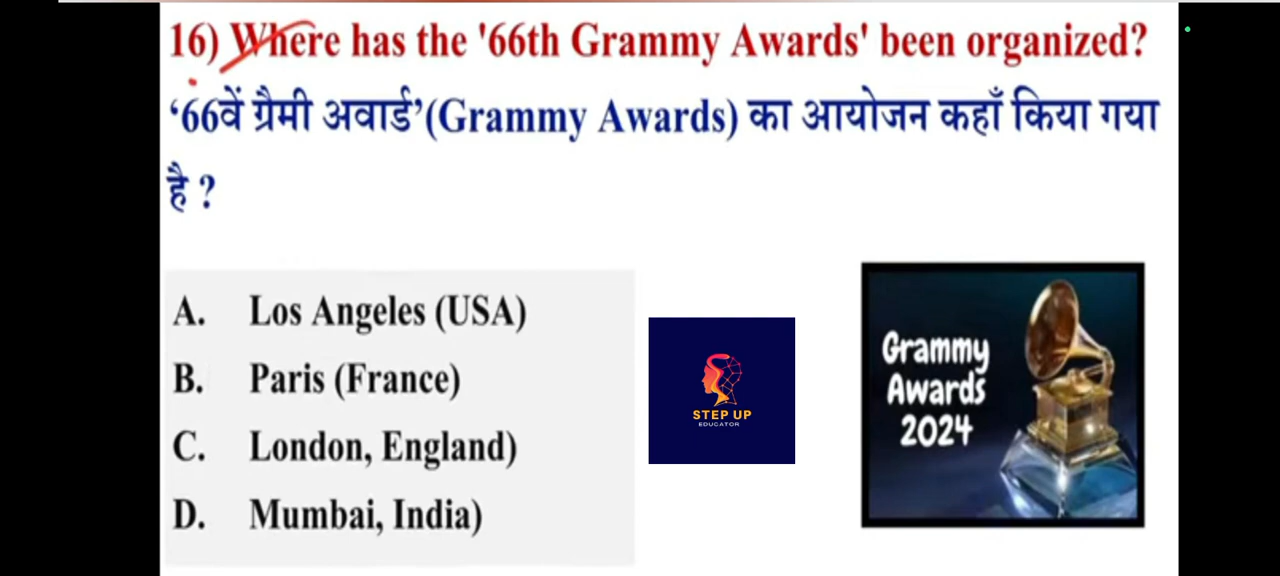 16) Where has the '66th Grammy Awards' been organized?
‘66वें ग्रैमी अवार्ड’(Grammy Awards) का आयोजन कहाँ किया गया
है ?
A. Los Angeles (USA)
B. Paris (France)
C. London, England)
D. Mumbai, India)
STEP UP
EDUCATOR
Grammy
Awards
2024